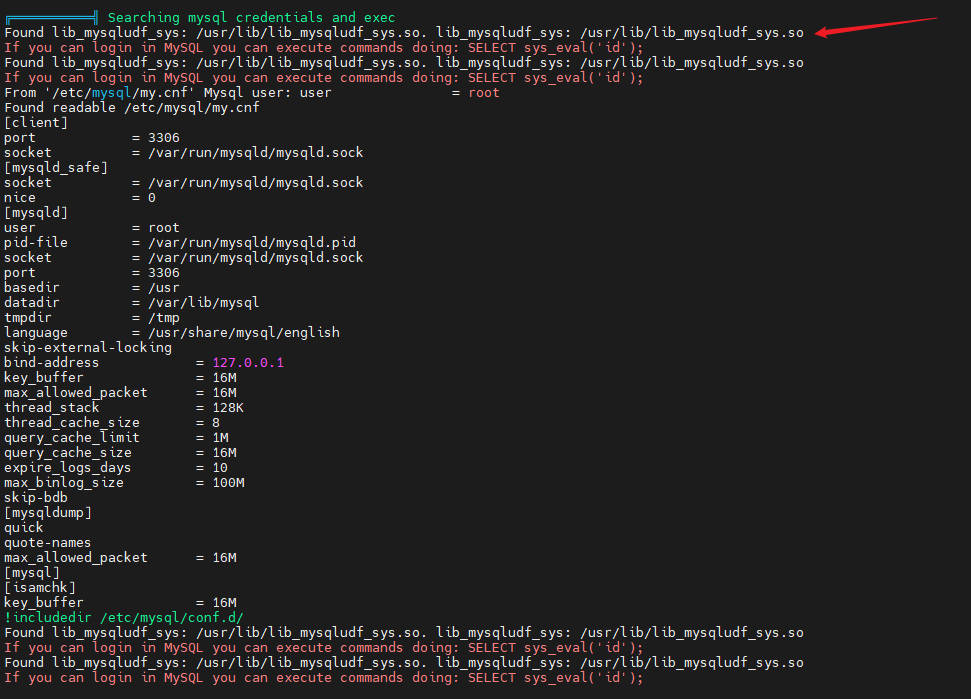 ╔══════════╣ Searching mysql credentials and exec
Found lib_mysqludf_sys: /usr/lib/lib_mysqludf_sys.so. lib_mysqludf_sys: /usr/lib/lib_mysqludf_sys.so
If you can login in MySQL you can execute commands doing: SELECT sys_eval('id');
Found lib_mysqludf_sys: /usr/lib/lib_mysqludf_sys.so. lib_mysqludf_sys: /usr/lib/lib_mysqludf_sys.so
If you can login in MySQL you can execute commands doing: SELECT sys_eval('id');
From '/etc/mysql/my.cnf' Mysql user: user               = root
Found readable /etc/mysql/my.cnf
[client]
port            = 3306
socket          = /var/run/mysqld/mysqld.sock
[mysqld_safe]
socket          = /var/run/mysqld/mysqld.sock
nice            = 0
[mysqld]
user            = root
pid-file        = /var/run/mysqld/mysqld.pid
socket          = /var/run/mysqld/mysqld.sock
port            = 3306
basedir         = /usr
datadir         = /var/lib/mysql
tmpdir          = /tmp
language        = /usr/share/mysql/english
skip-external-locking
bind-address            = 127.0.0.1
key_buffer              = 16M
max_allowed_packet      = 16M
thread_stack            = 128K
thread_cache_size       = 8
query_cache_limit       = 1M
query_cache_size        = 16M
expire_logs_days        = 10
max_binlog_size         = 100M
skip-bdb
[mysqldump]
quick
quote-names
max_allowed_packet      = 16M
[mysql]
[isamchk]
key_buffer              = 16M
!includedir /etc/mysql/conf.d/
Found lib_mysqludf_sys: /usr/lib/lib_mysqludf_sys.so. lib_mysqludf_sys: /usr/lib/lib_mysqludf_sys.so
If you can login in MySQL you can execute commands doing: SELECT sys_eval('id');
Found lib_mysqludf_sys: /usr/lib/lib_mysqludf_sys.so. lib_mysqludf_sys: /usr/lib/lib_mysqludf_sys.so
If you can login in MySQL you can execute commands doing: SELECT sys_eval('id');